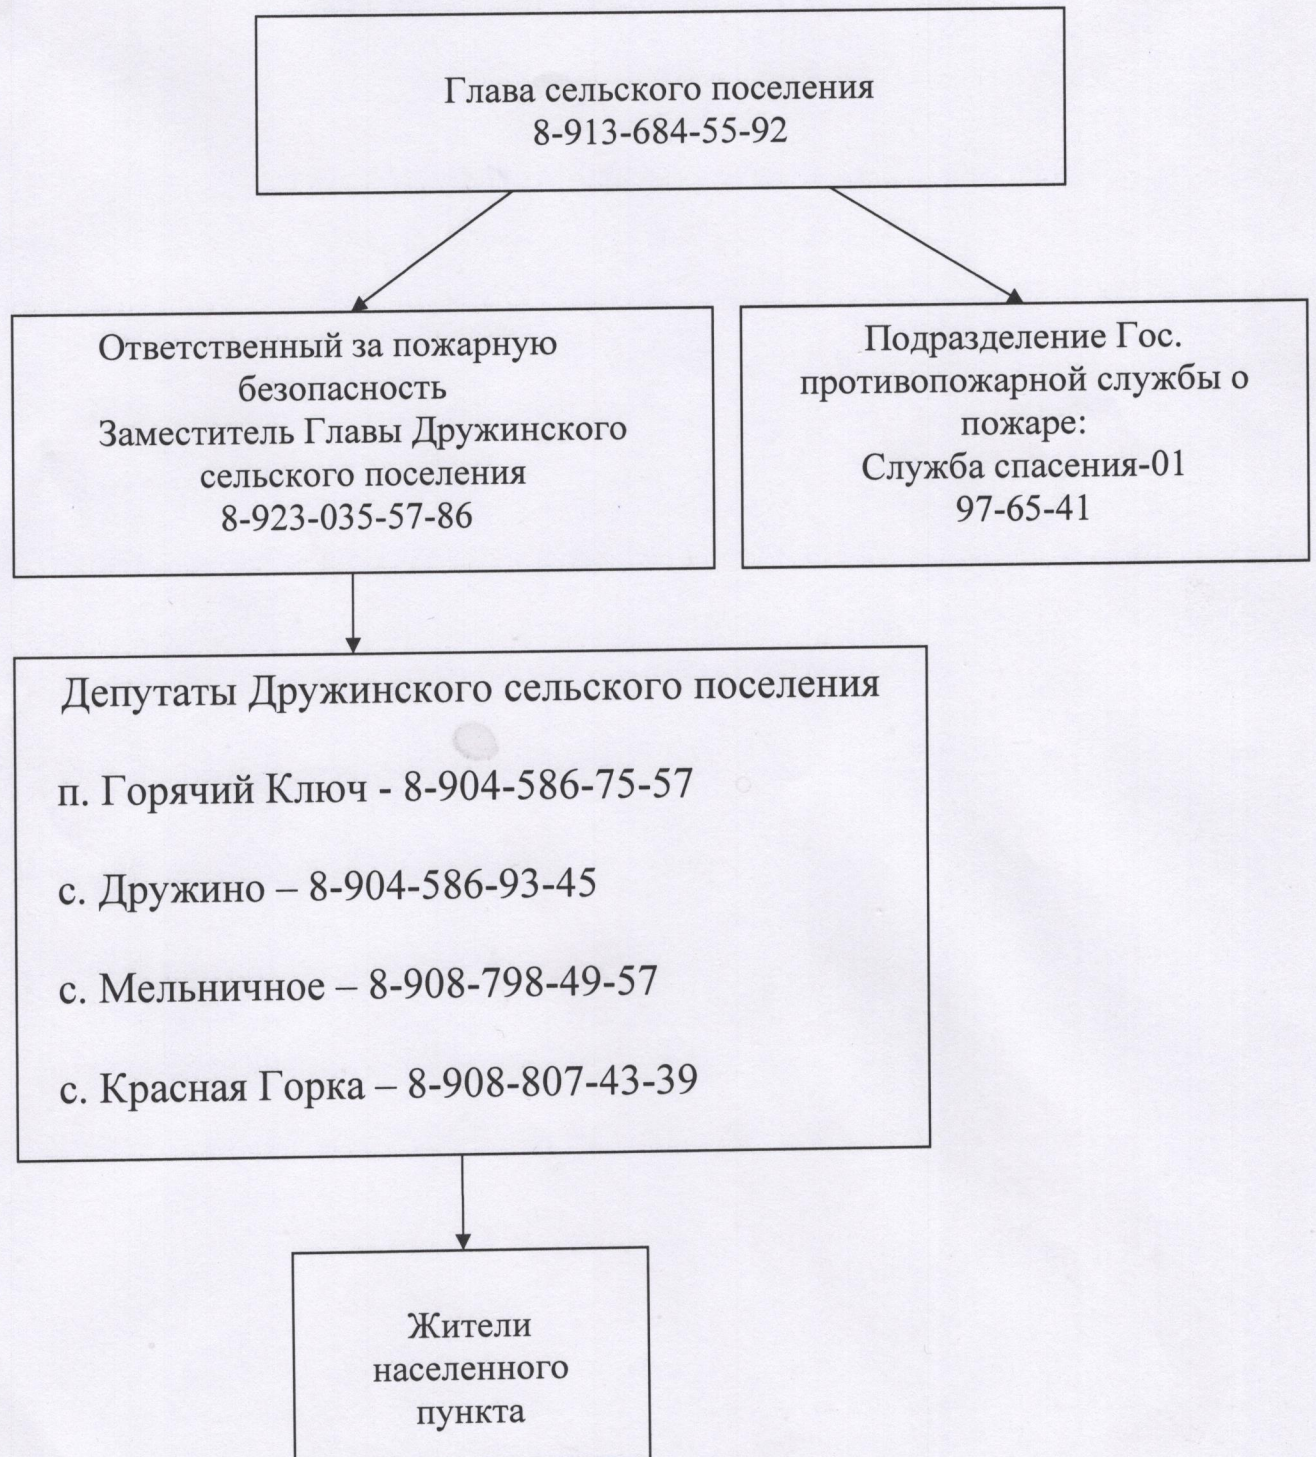 Глава сельского поселения
8-913-684-55-92
Ответственный за пожарную
безопасность
Заместитель Главы Дружинского
сельского поселения
8-923-035-57-86
Подразделение Гос.
противопожарной службы о
пожаре:
Служба спасения-01
97-65-41
Депутаты Дружинского сельского поселения
п. Горячий Ключ - 8-904-586-75-57
с. Дружино – 8-904-586-93-45
с. Мельничное – 8-908-798-49-57
с. Красная Горка – 8-908-807-43-39
Жители
населенного
пункта